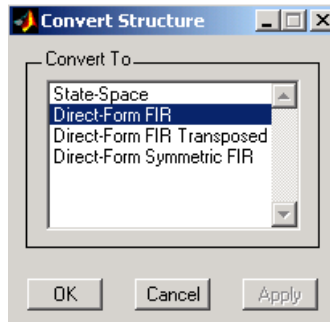 Convert Structure
Convert To
State-Space
Direct-Form FIR
Direct-Form FIR Transposed
Direct-Form Symmetric FIR
OK Cancel Apply